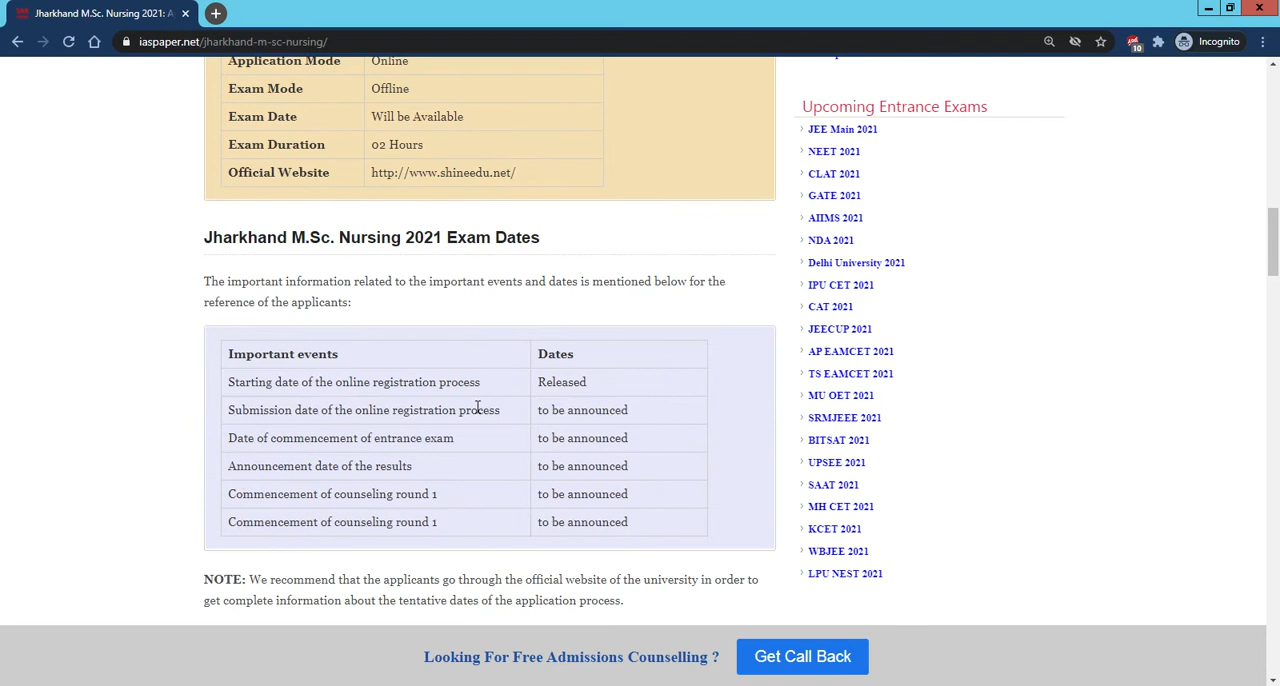 Jharkhand M.Sc. Nursing 2021: A
iaspaper.net/jharkhand-m-sc-nursing/
10
Incognito
Application Mode Online
Exam Mode Offline
Exam Date Will be Available
Exam Duration 02 Hours
Official Website http://www.shineedu.net/
Jharkhand M.Sc. Nursing 2021 Exam Dates
The important information related to the important events and dates is mentioned below for the
reference of the applicants:
Important events Dates
Starting date of the online registration process Released
Submission date of the online registration process to be announced
Date of commencement of entrance exam to be announced
Announcement date of the results to be announced
Commencement of counseling round 1 to be announced
Commencement of counseling round 1 to be announced
NOTE: We recommend that the applicants go through the official website of the university in order to
get complete information about the tentative dates of the application process.
Upcoming Entrance Exams
JEE Main 2021
NEET 2021
CLAT 2021
GATE 2021
AIIMS 2021
NDA 2021
Delhi University 2021
IPU CET 2021
CAT 2021
JEECUP 2021
AP EAMCET 2021
TS EAMCET 2021
MU OET 2021
SRMJEEE 2021
BITSAT 2021
UPSEE 2021
SAAT 2021
MH CET 2021
KCET 2021
WBJEE 2021
LPU NEST 2021
Looking For Free Admissions Counselling ? Get Call Back